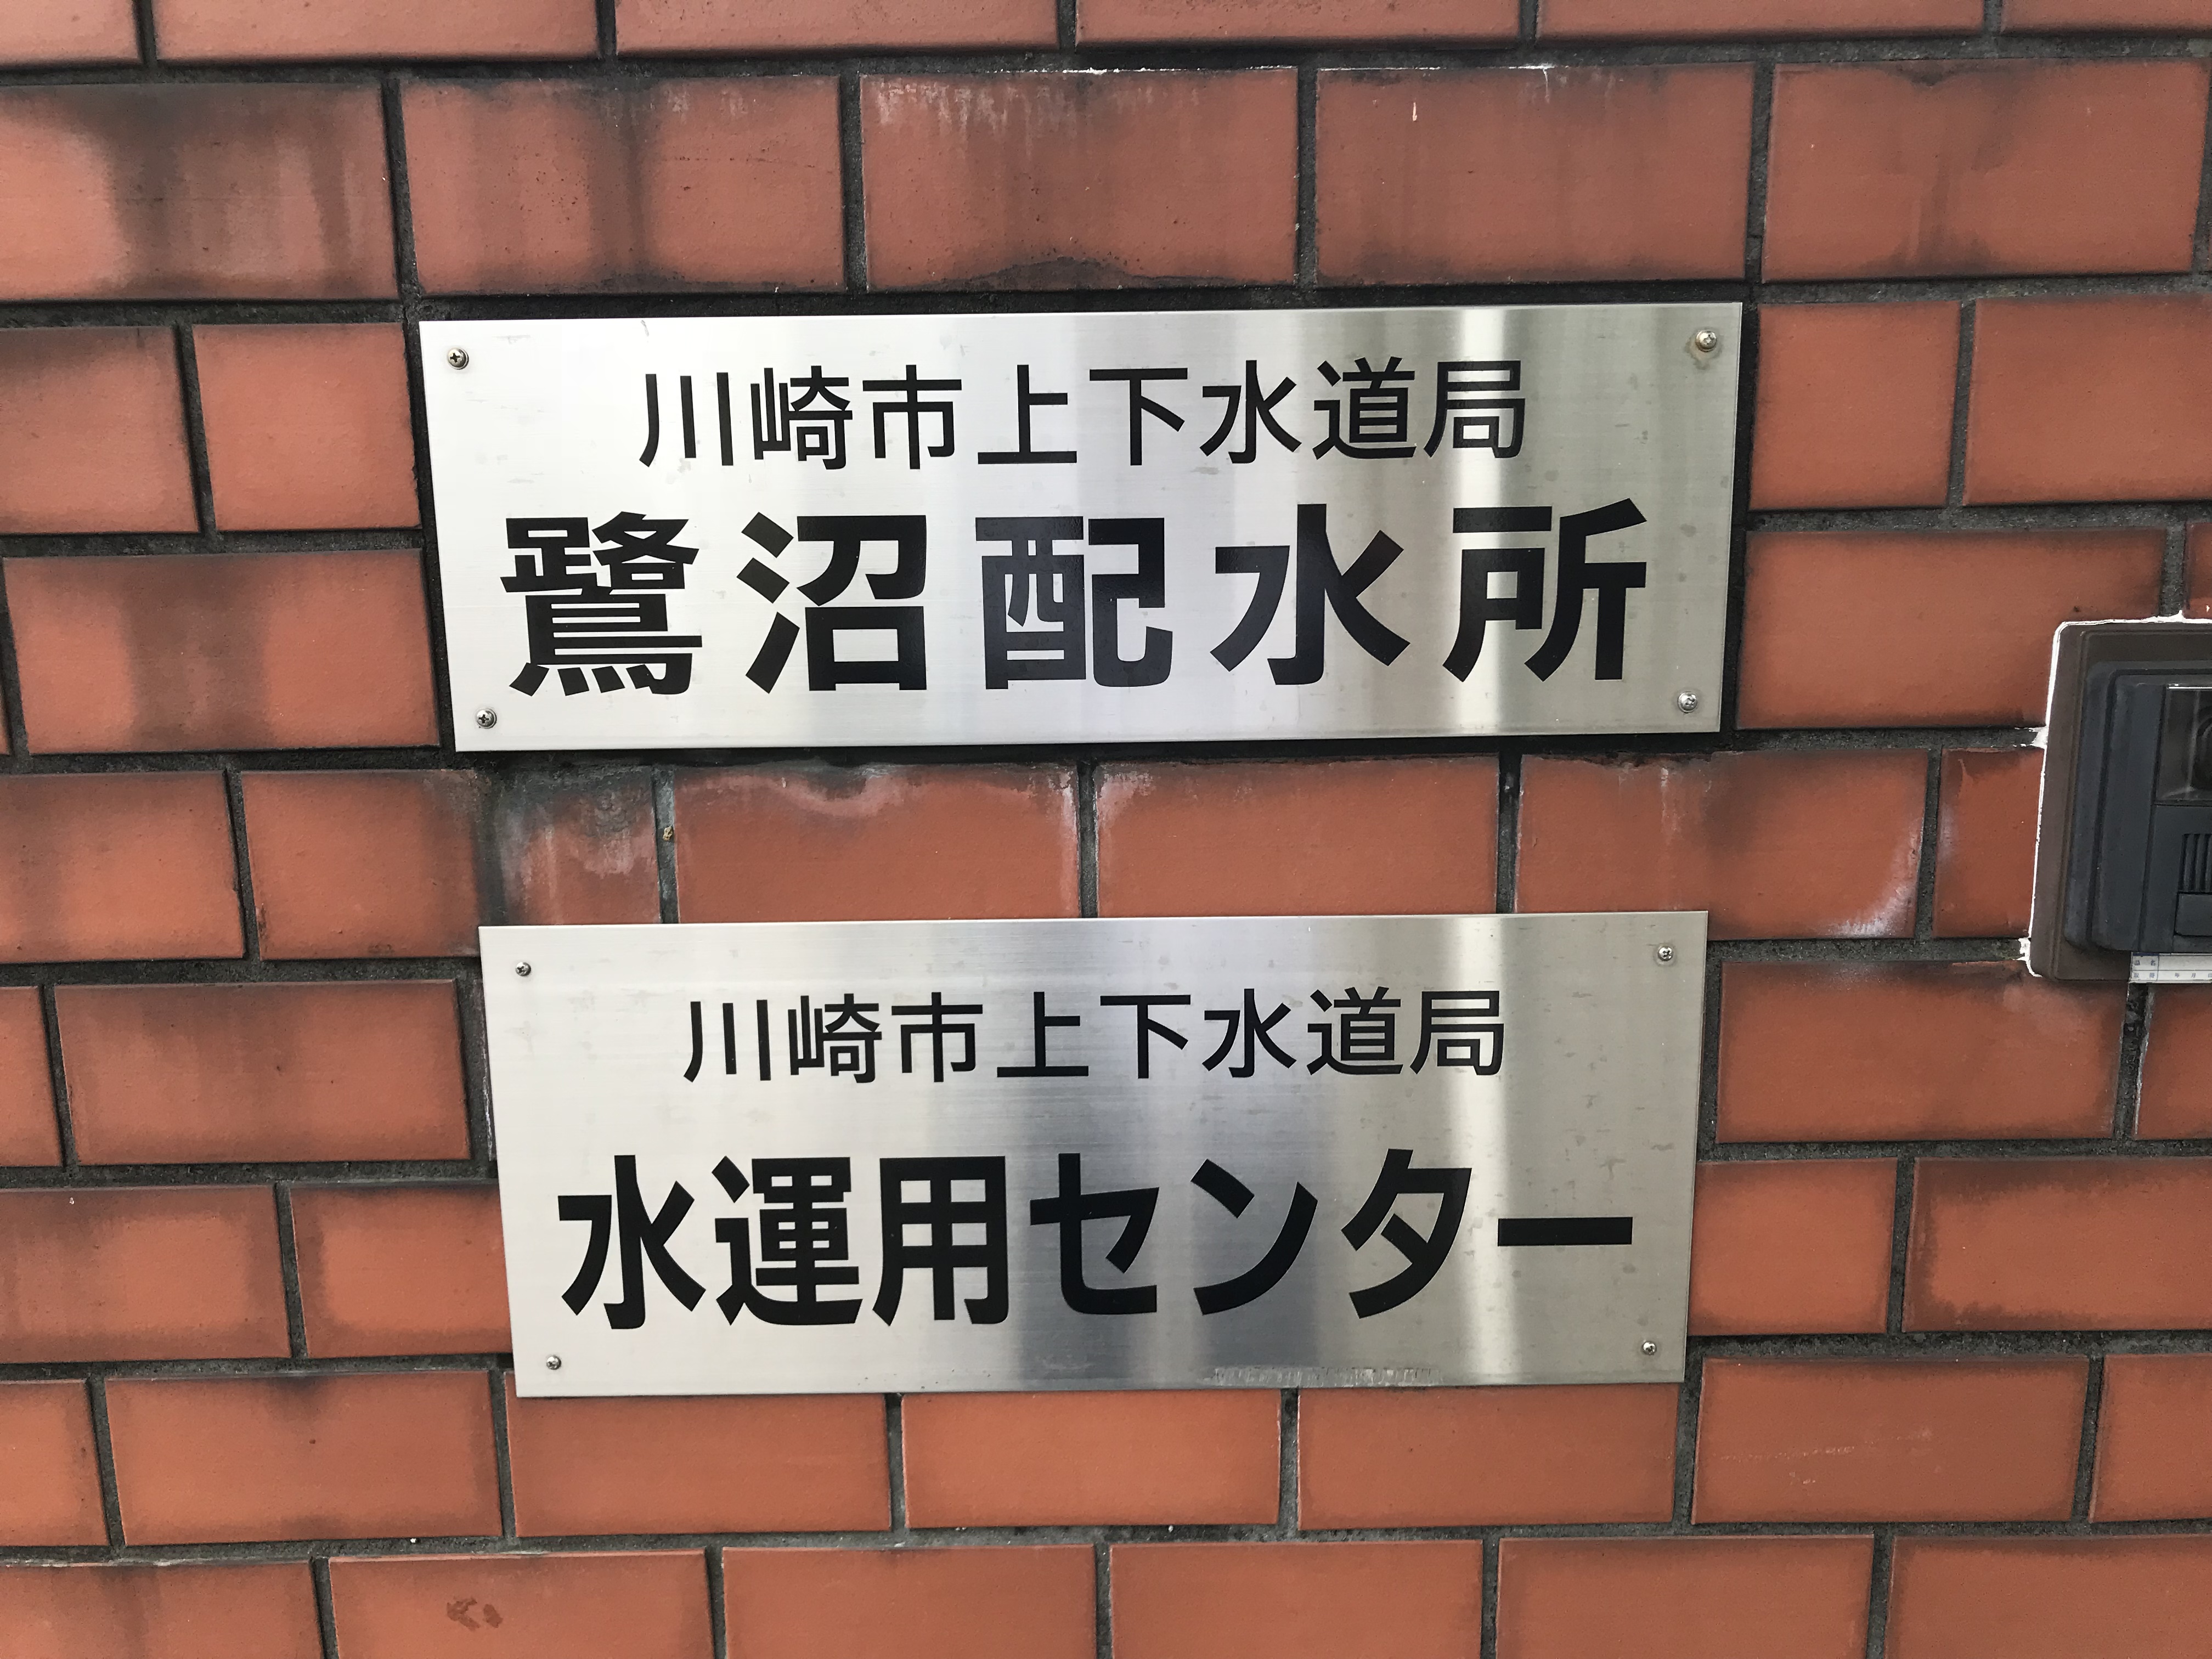 川崎市上下水道局
鷺沼配水所
川崎市上下水道局
水運用センター